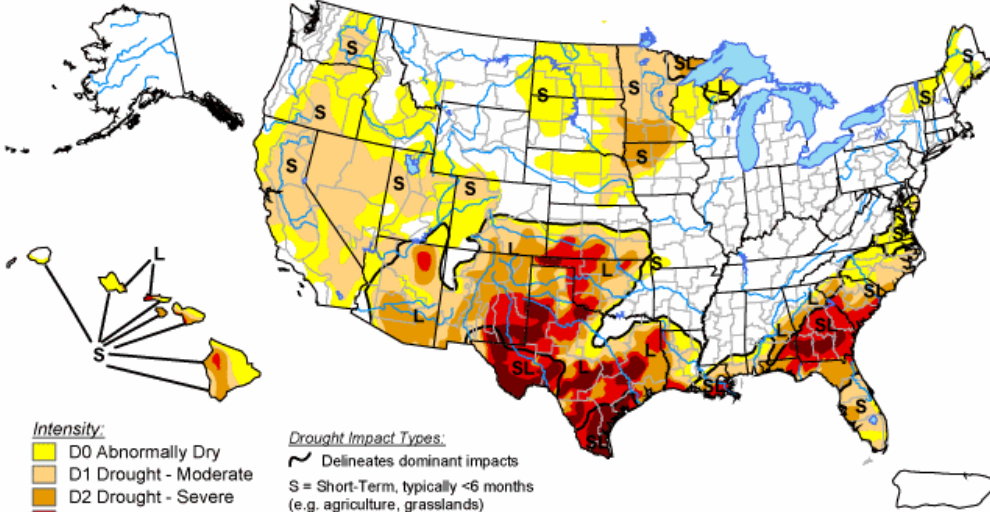 S
S
SL
L
S
S
S
S
S
S
S
S
S
L
L
S
L
SL
L
L
SL
L
L
S
SL
L
SL
S
SL
Intensity:
D0 Abnormally Dry
D1 Drought - Moderate
D2 Drought - Severe
Drought Impact Types:
Delineates dominant impacts
S = Short-Term, typically <6 months
(e.g. agriculture, grasslands)